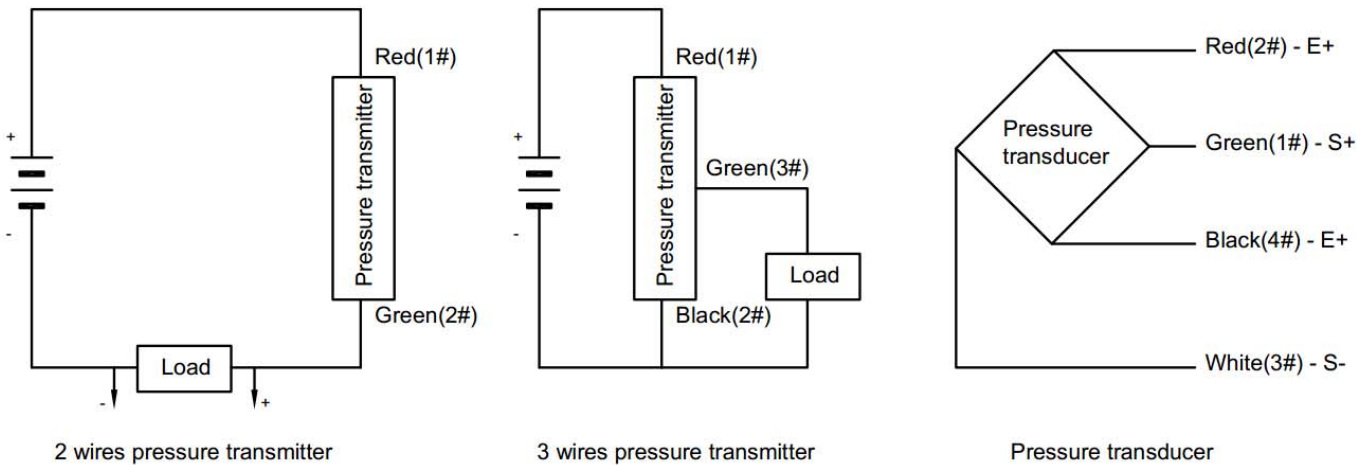 Red(1#)
Pressure transmitter
+
-
Green(2#)
Load
-
+
2 wires pressure transmitter
Red(1#)
Pressure transmitter
+
-
Green(3#)
Load
Black(2#)
3 wires pressure transmitter
Red(2#) - E+
Pressure
transducer
Green(1#) - S+
Black(4#) - E+
White(3#) - S-
Pressure transducer